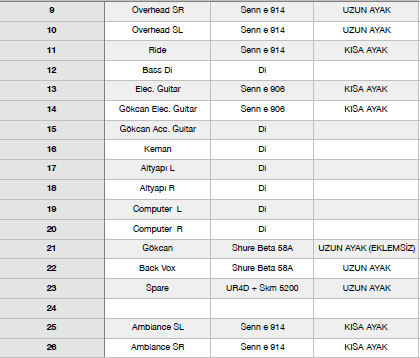 9 Overhead SR Senn e 914 UZUN AYAK
10 Overhead SL Senn e 914 UZUN AYAK
11 Ride Senn e 914 KISA AYAK
12 Bass Di Di
13 Elec. Guitar Senn e 906 KISA AYAK
14 Gökcan Elec. Guitar Senn e 906 KISA AYAK
15 Gökcan Acc. Guitar Di
16 Keman Di
17 Altyapı L Di
18 Altyapı R Di
19 Computer L Di
20 Computer R Di
21 Gökcan Shure Beta 58A UZUN AYAK (EKLEMSİZ)
22 Back Vox Shure Beta 58A UZUN AYAK
23 Spare UR4D + Skm 5200 UZUN AYAK
24
25 Ambiance SL Senn e 914 KISA AYAK
26 Ambiance SR Senn e 914 KISA AYAK